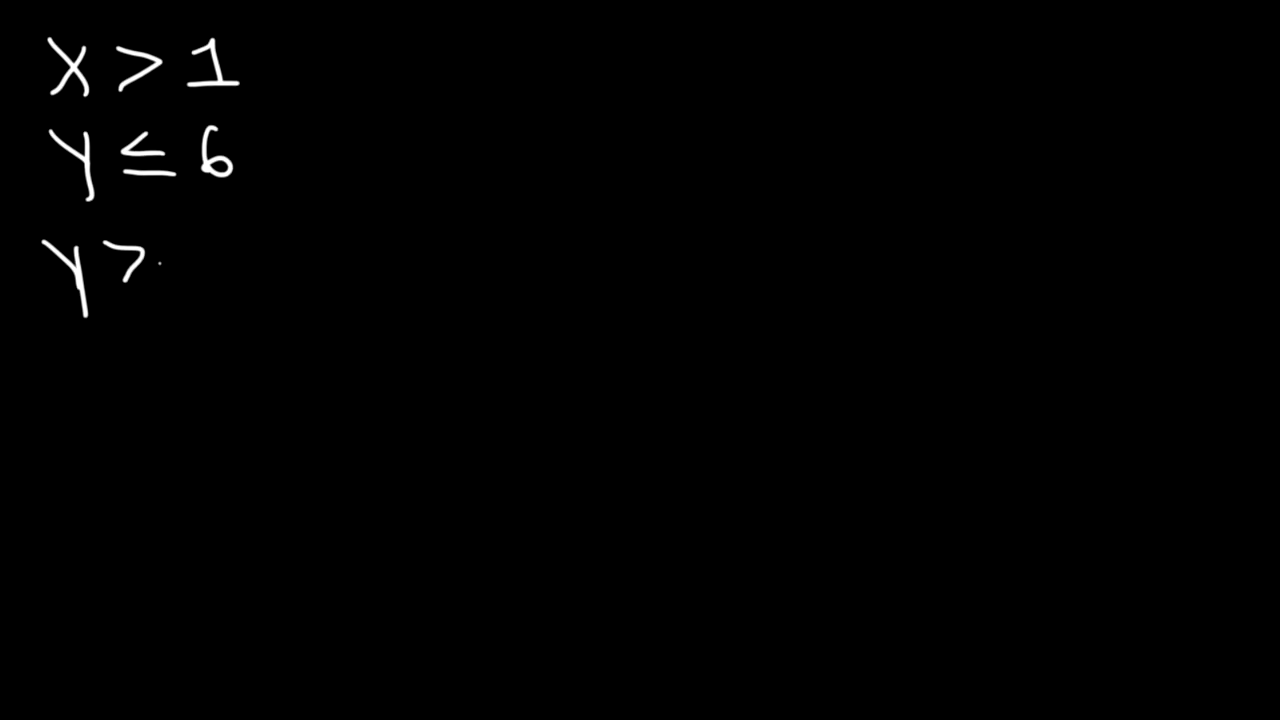 x > 1
y ≤ 6
y >